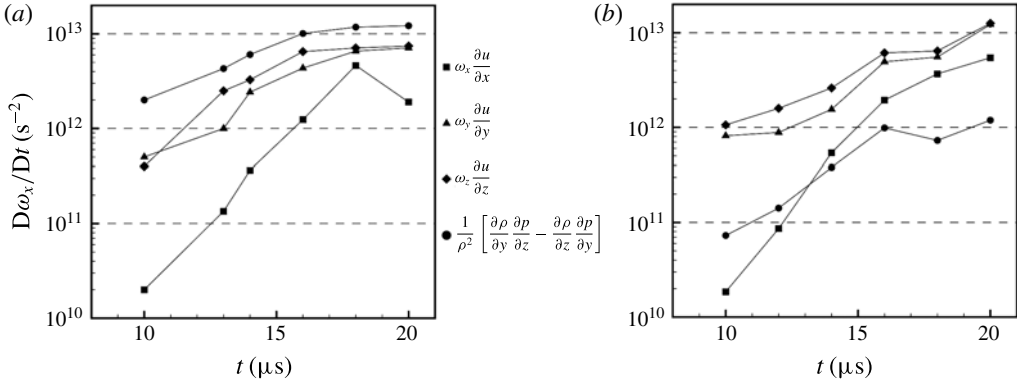 (a)
(b)
10^{13}
10^{12}
10^{11}
10^{10}
Dω_x/Dt (s^{−2})
10 15 20
t (μs)
ω_x ∂u/∂x
ω_y ∂u/∂y
ω_z ∂u/∂z
1/ρ^2 [∂ρ/∂y ∂p/∂z − ∂ρ/∂z ∂p/∂y]
10^{13}
10^{12}
10^{11}
10^{10}
10 15 20
t (μs)